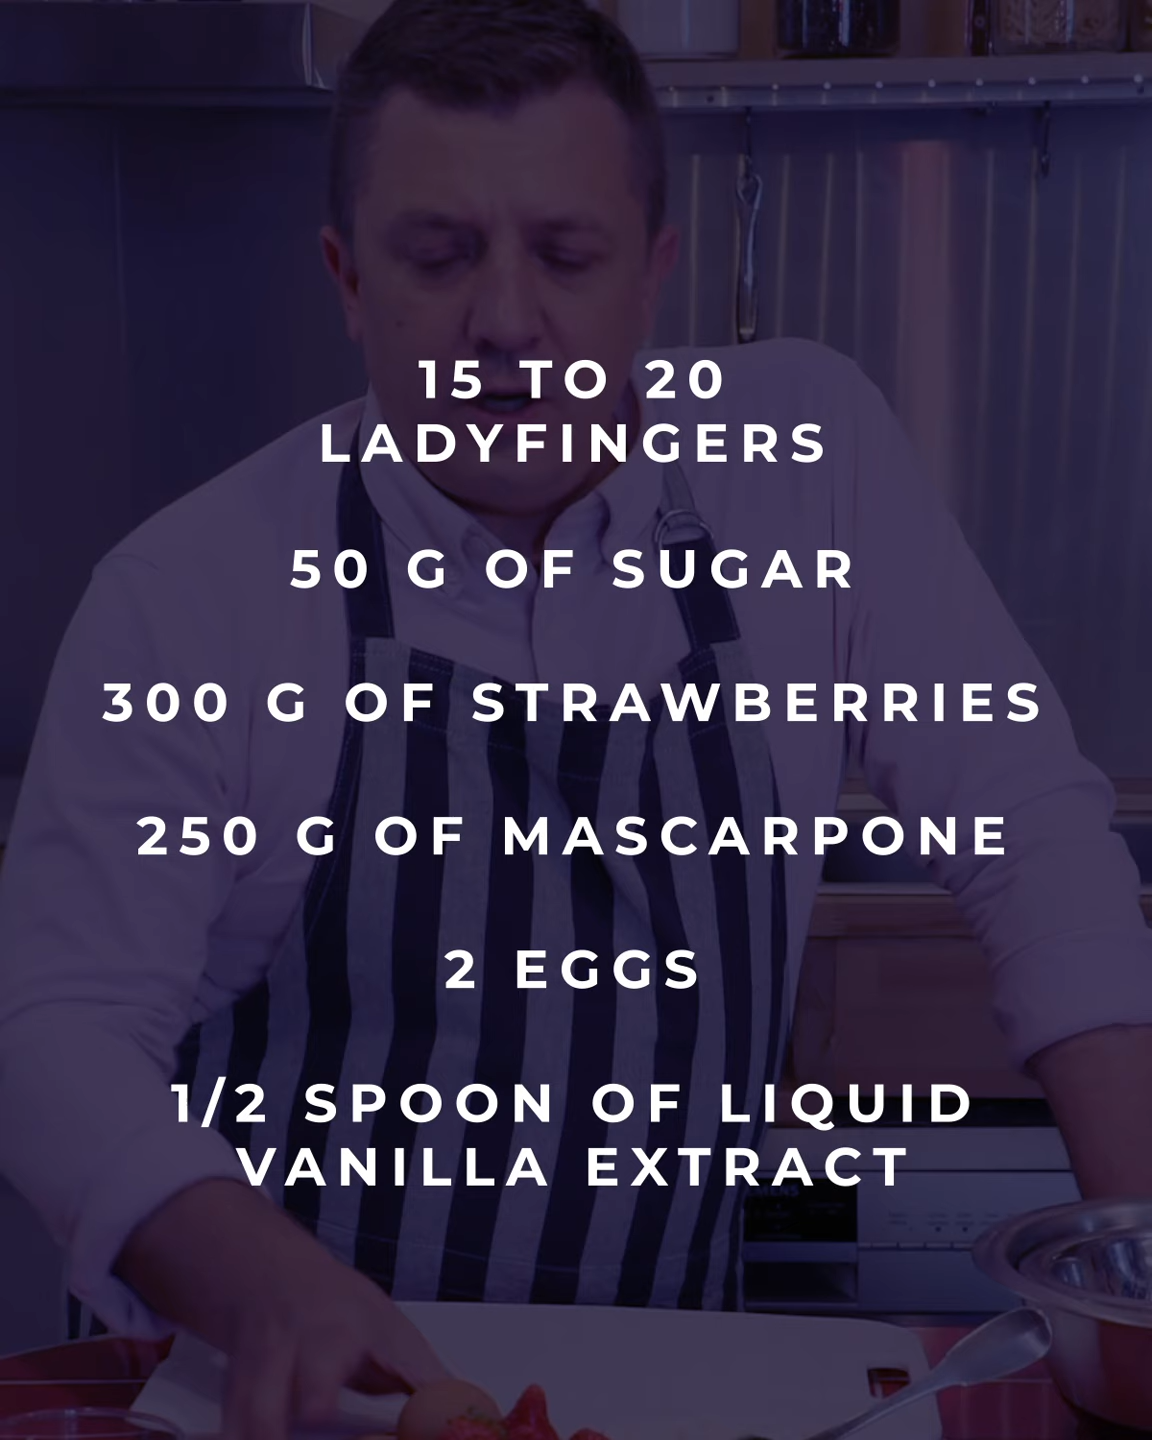 15 TO 20
LADYFINGERS
50 G OF SUGAR
300 G OF STRAWBERRIES
250 G OF MASCARPONE
2 EGGS
1/2 SPOON OF LIQUID
VANILLA EXTRACT